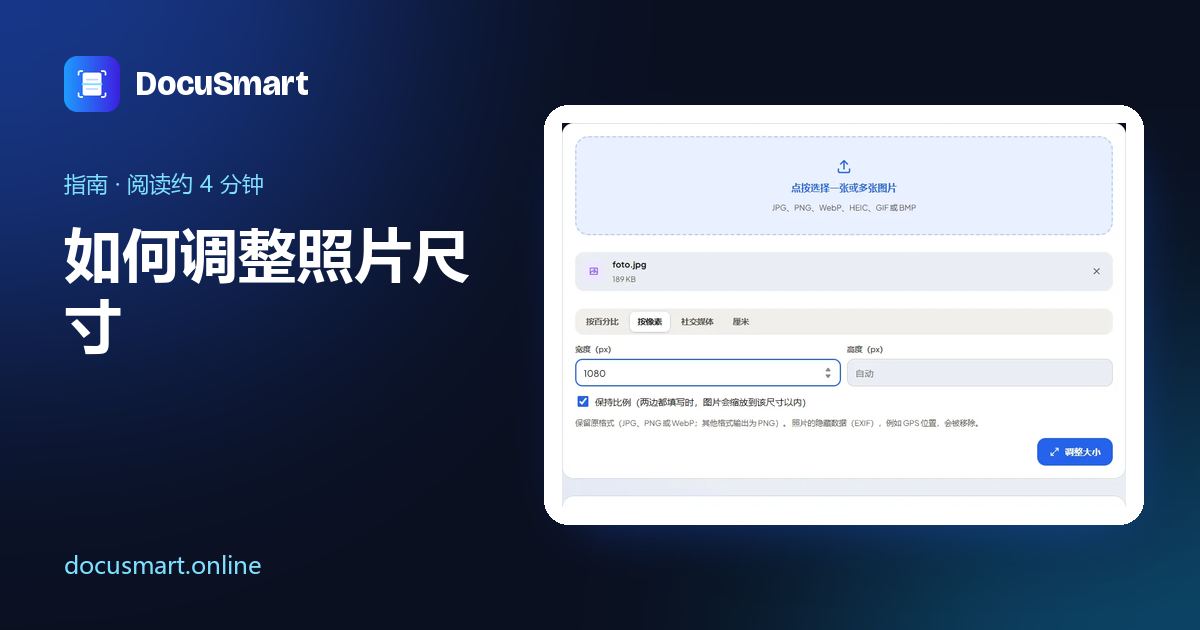 DocuSmart
指南 · 阅读约 4 分钟
如何调整照片尺
寸
docusmart.online
点按选择一张或多张图片
JPG、PNG、WebP、HEIC、GIF 或 BMP
foto.jpg
189 KB
按百分比 按像素 社交媒体 厘米
宽度（px） 高度（px）
1080 自动
保持比例（两边都填写时，图片会缩放到该尺寸以内）
保留原格式（JPG、PNG 或 WebP；其他格式输出为 PNG）。照片的隐藏数据（EXIF），例如 GPS 位置，会被移除。
调整大小